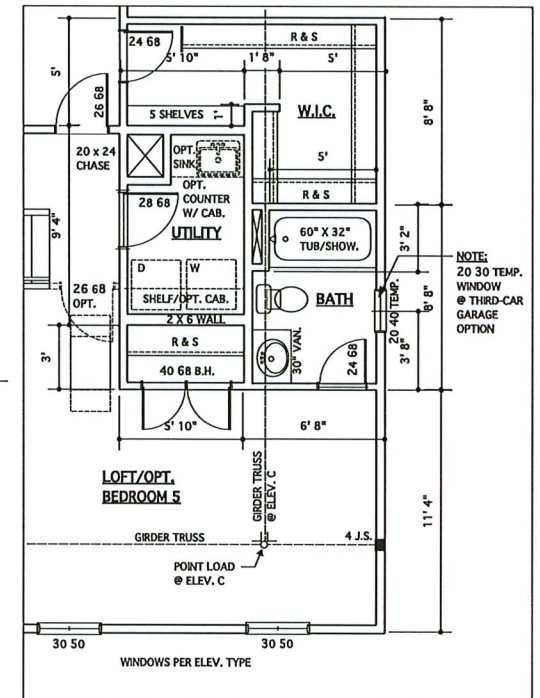 R & S
24 68
5' 10"
1' 8"
5'
5'
26 68
5 SHELVES
1'
W.I.C.
8' 8"
20 x 24
CHASE
OPT.
SINK
5'
OPT.
COUNTER
W/ CAB.
R & S
28 68
UTILITY
9' 4"
60" X 32"
TUB/SHOW.
3' 2"
NOTE:
20 30 TEMP.
WINDOW
@ THIRD-CAR
GARAGE
OPTION
D
W
26 68
OPT.
SHELF/OPT. CAB.
BATH
20 40 TEMP.
8' 8"
2 X 6 WALL
R & S
30" VAN.
3' 8"
3'
40 68 B.H.
24 68
5' 10"
6' 8"
LOFT/OPT.
BEDROOM 5
GIRDER TRUSS
@ ELEV. C
11' 4"
GIRDER TRUSS
4 J.S.
POINT LOAD
@ ELEV. C
30 50
30 50
WINDOWS PER ELEV. TYPE